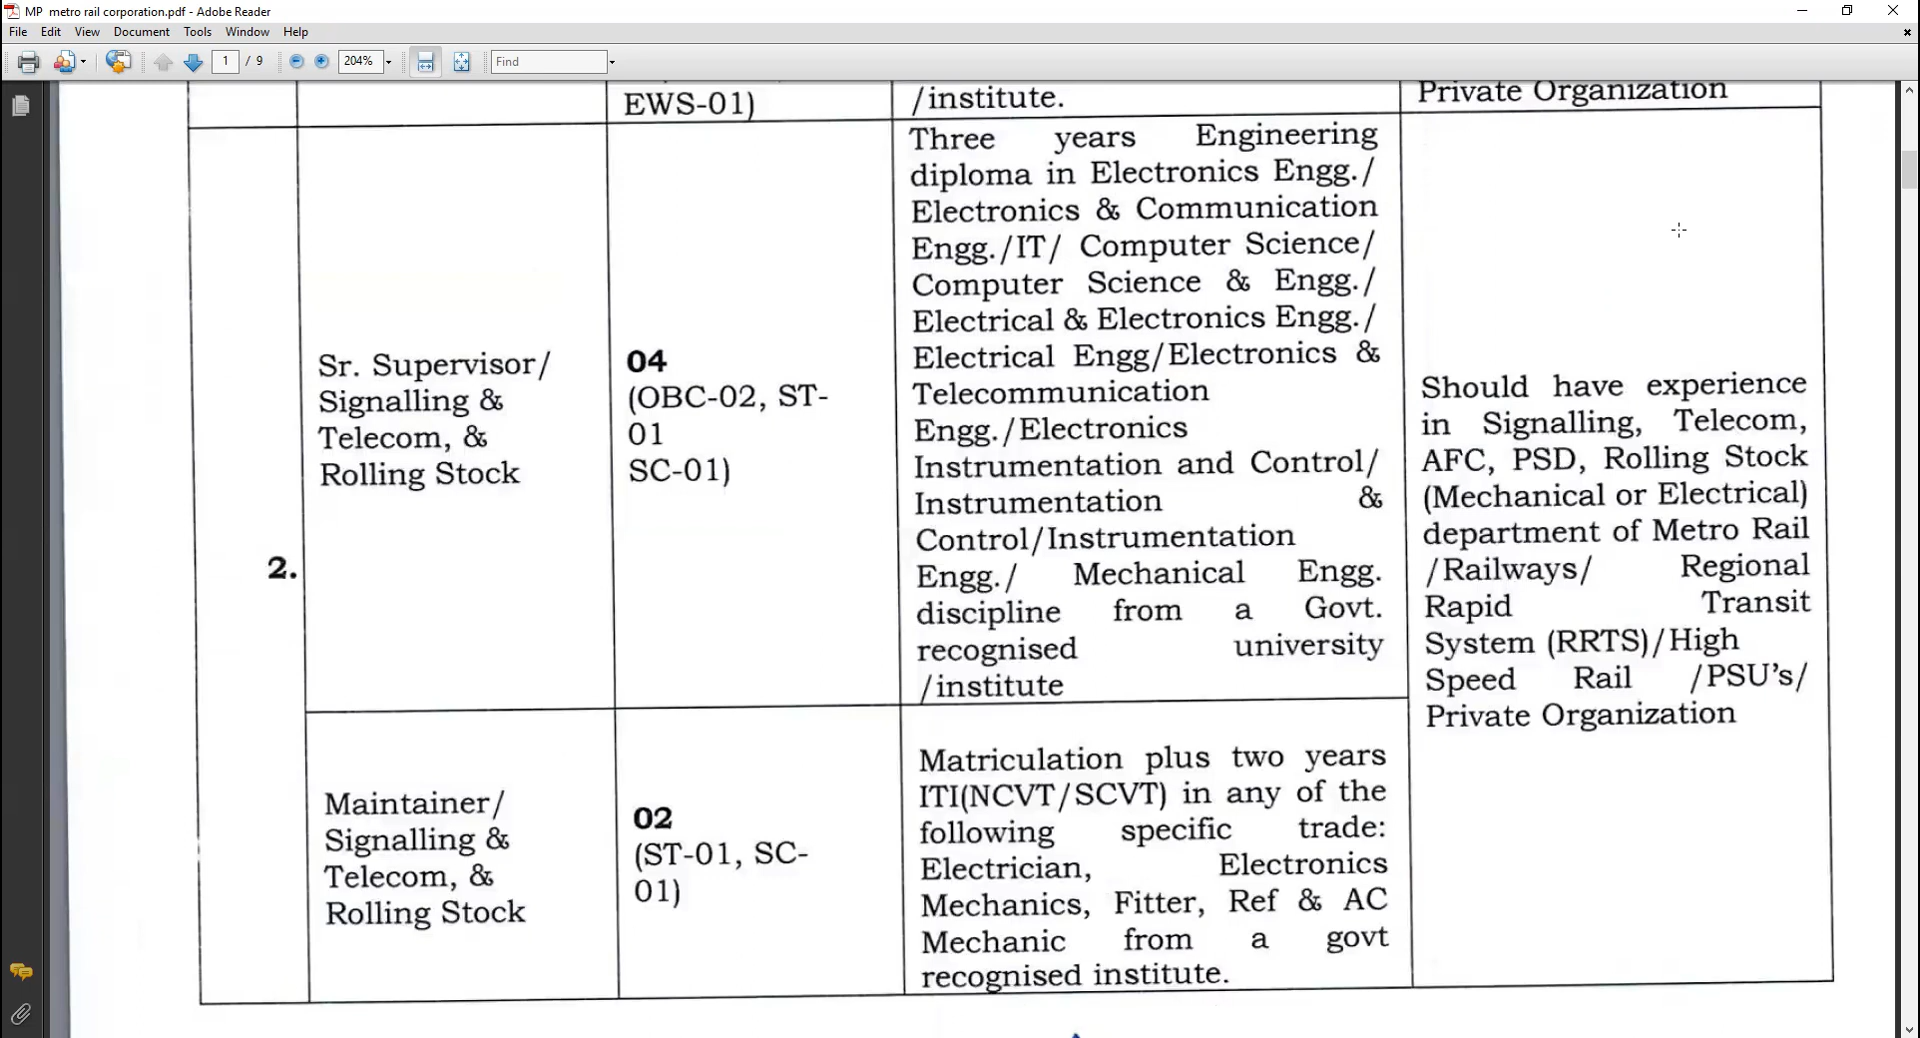 MP metro rail corporation.pdf - Adobe Reader
File Edit View Document Tools Window Help
1 / 9 204% Find
EWS-01)
/institute.
Private Organization
2.
Sr. Supervisor/
Signalling &
Telecom, &
Rolling Stock
04
(OBC-02, ST-
01
SC-01)
Three years Engineering
diploma in Electronics Engg./
Electronics & Communication
Engg./IT/ Computer Science/
Computer Science & Engg./
Electrical & Electronics Engg./
Electrical Engg/Electronics &
Telecommunication
Engg./Electronics
Instrumentation and Control/
Instrumentation &
Control/Instrumentation
Engg./ Mechanical Engg.
discipline from a Govt.
recognised university
/institute
Should have experience
in Signalling, Telecom,
AFC, PSD, Rolling Stock
(Mechanical or Electrical)
department of Metro Rail
/Railways/ Regional
Rapid Transit
System (RRTS)/High
Speed Rail /PSU's/
Private Organization
Maintainer/
Signalling &
Telecom, &
Rolling Stock
02
(ST-01, SC-
01)
Matriculation plus two years
ITI(NCVT/SCVT) in any of the
following specific trade:
Electrician, Electronics
Mechanics, Fitter, Ref & AC
Mechanic from a govt
recognised institute.